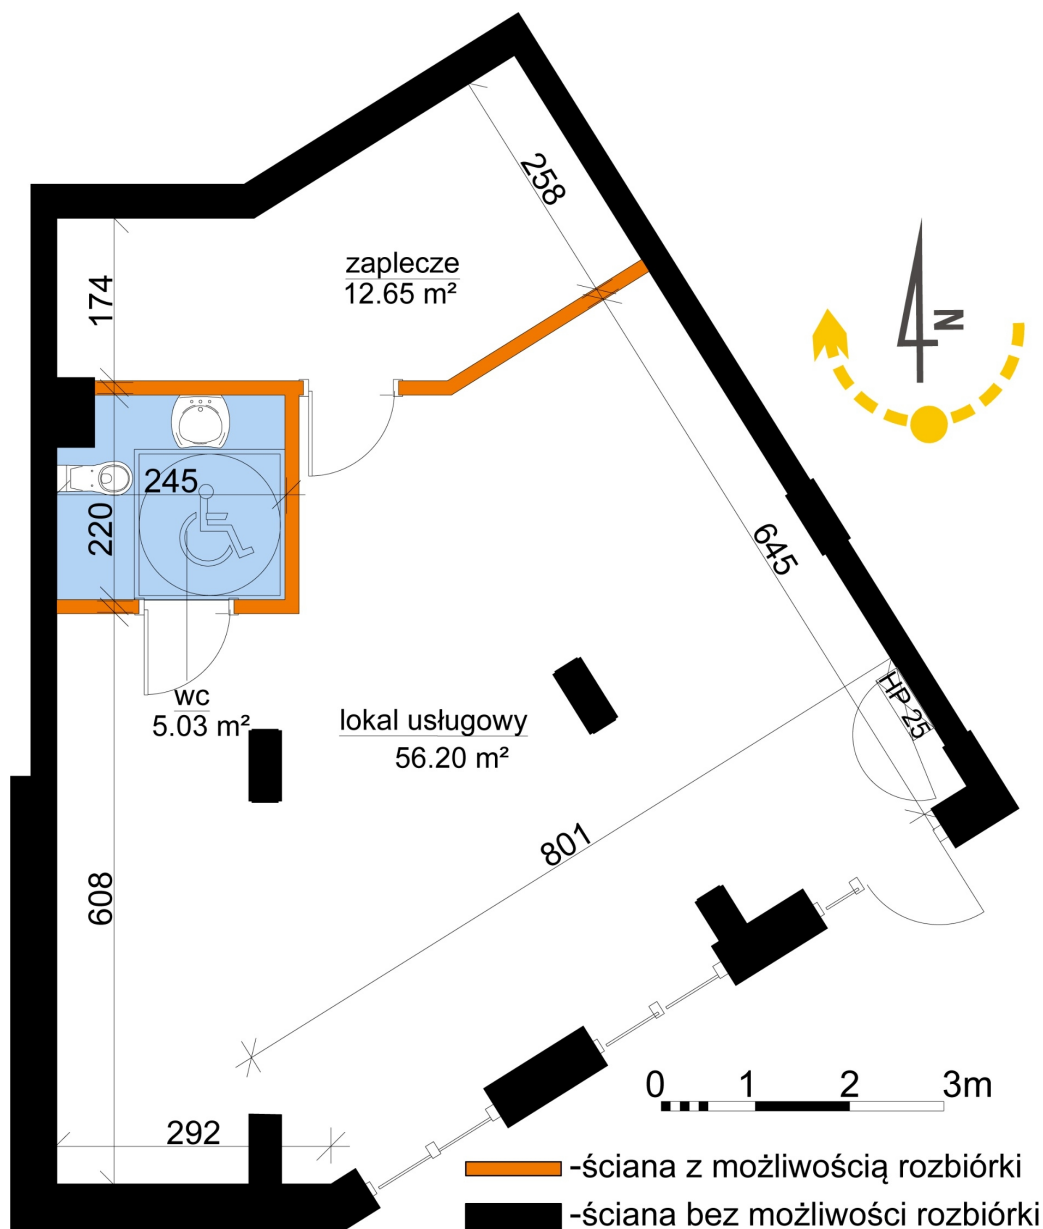 258
zaplecze
12.65 m²
174
N
245
220
645
wc
5.03 m²
lokal usługowy
56.20 m²
HP 25
801
608
0 1 2 3m
292
-ściana z możliwością rozbiórki
-ściana bez możliwości rozbiórki